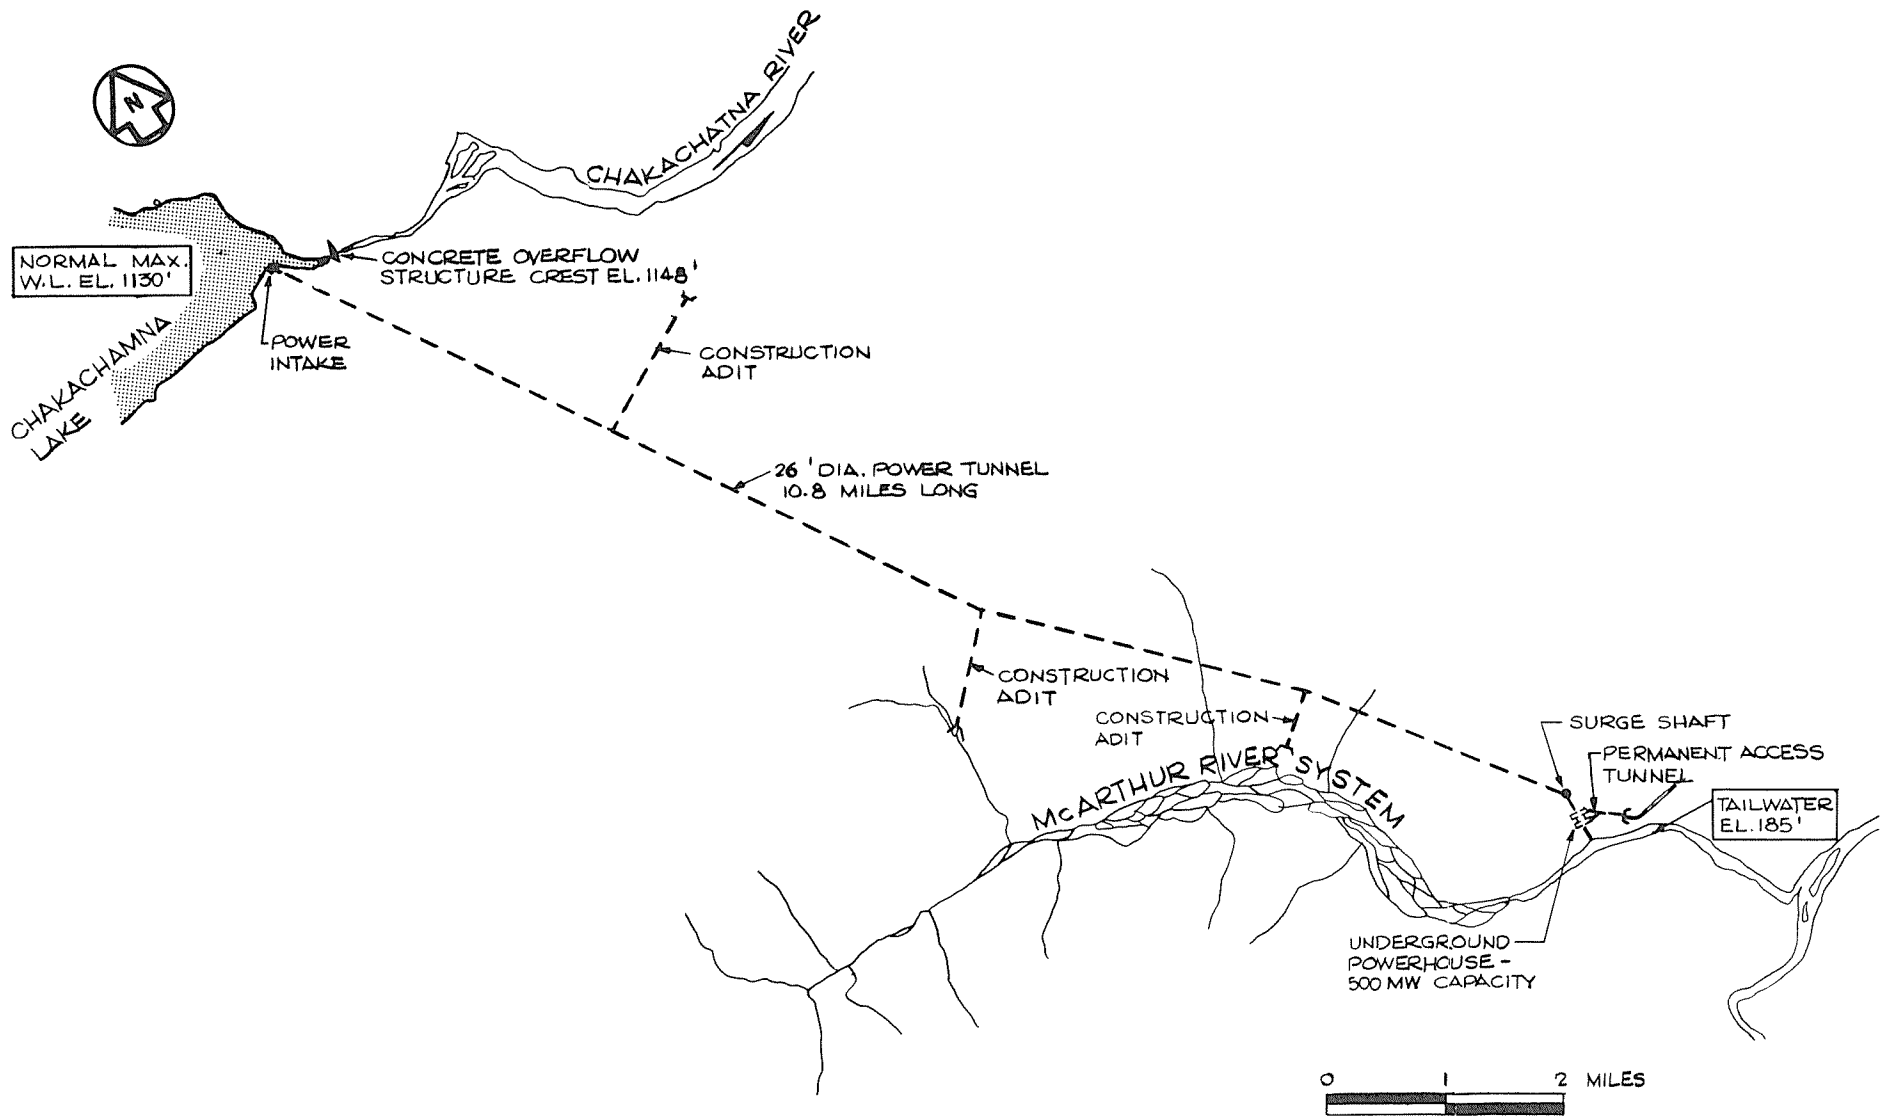 N
CHAKACHATNA RIVER
NORMAL MAX.
W.L. EL. 1130'
CONCRETE OVERFLOW
STRUCTURE CREST EL. 1148'
POWER
INTAKE
CHAKACHAMNA
LAKE
CONSTRUCTION
ADIT
26' DIA. POWER TUNNEL
10.8 MILES LONG
CONSTRUCTION
ADIT
CONSTRUCTION
ADIT
McARTHUR RIVER SYSTEM
SURGE SHAFT
PERMANENT ACCESS
TUNNEL
TAILWATER
EL. 185'
UNDERGROUND
POWERHOUSE -
500 MW CAPACITY
0 1 2 MILES